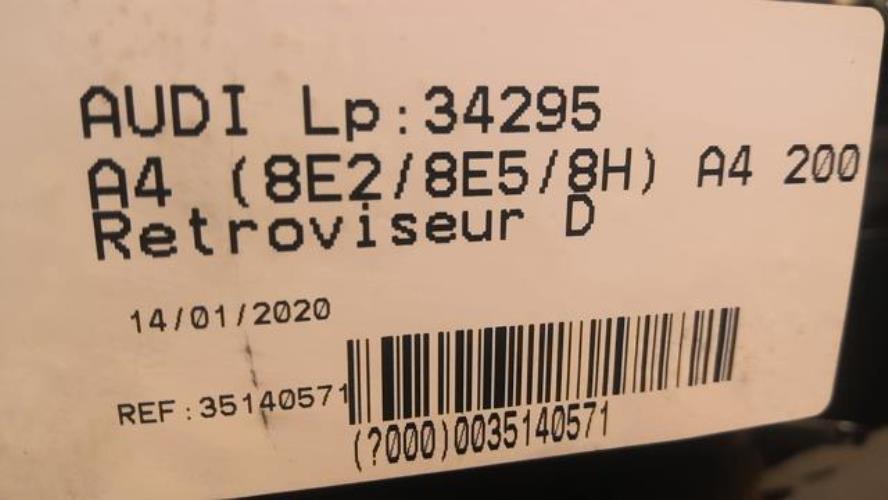 AUDI Lp:34295
A4 (8E2/8E5/8H) A4 200
Retroviseur D
14/01/2020
REF:35140571
(?000)0035140571